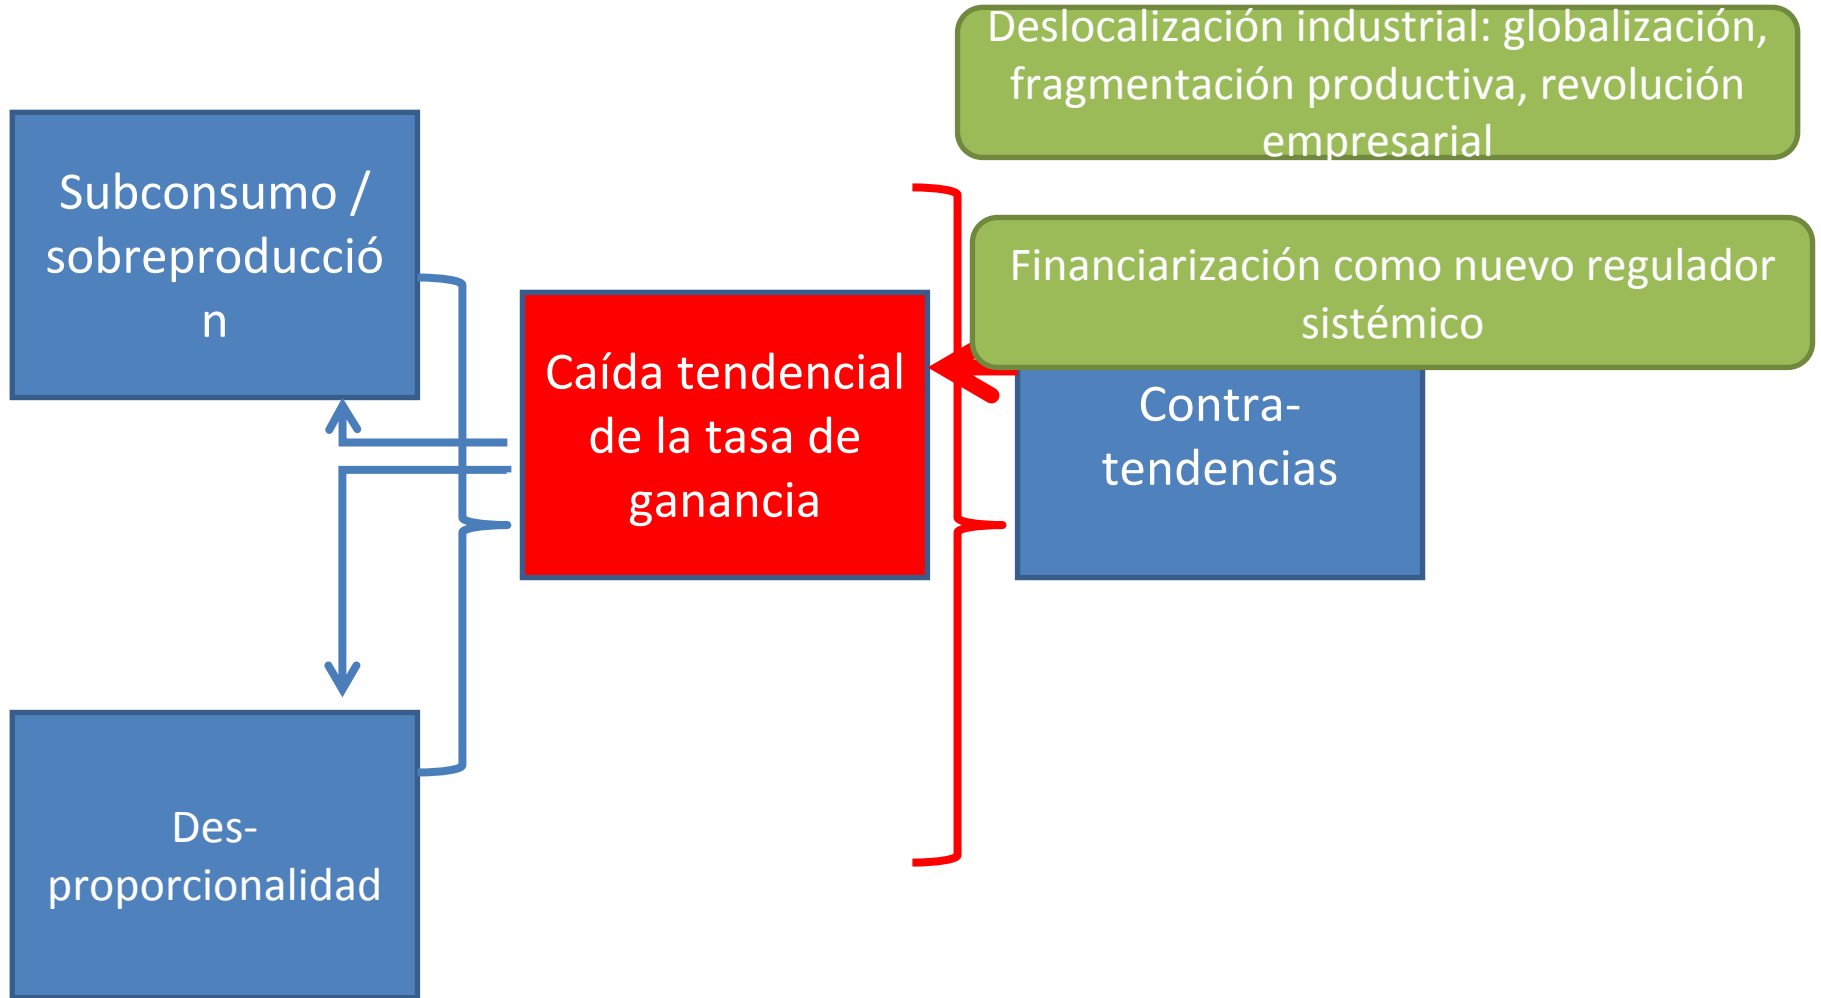 Deslocalización industrial: globalización,
fragmentación productiva, revolución
empresarial
Subconsumo /
sobreproducció
n
Financiarización como nuevo regulador
sistémico
Caída tendencial
de la tasa de
ganancia
Contra-
tendencias
Des-
proporcionalidad